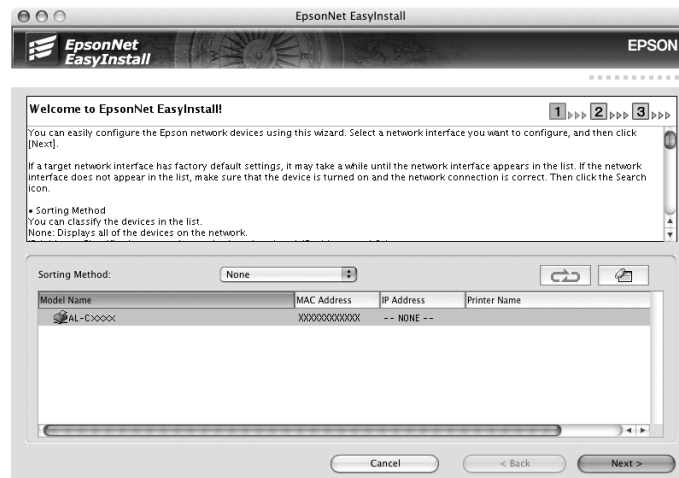 EpsonNet EasyInstall
EpsonNet
EasyInstall
EPSON
Welcome to EpsonNet EasyInstall!
1 2 3
You can easily configure the Epson network devices using this wizard. Select a network interface you want to configure, and then click
[Next].
If a target network interface has factory default settings, it may take a while until the network interface appears in the list. If the network
interface does not appear in the list, make sure that the device is turned on and the network connection is correct. Then click the Search
icon.
• Sorting Method
You can classify the devices in the list.
None: Displays all of the devices on the network.
Sorting Method: None
Model Name MAC Address IP Address Printer Name
AL-CXXXX XXXXXXXXXXXX -- NONE --
Cancel < Back Next >